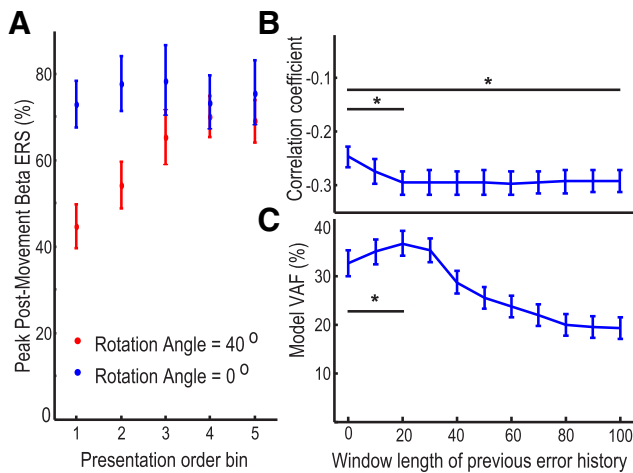 A
Peak Post-Movement Beta ERS (%)
80
60
40
20
0
Rotation Angle = 40 o
Rotation Angle = 0 o
1 2 3 4 5
Presentation order bin
B
Correlation coefficient
-0.1
-0.2
-0.3
*
*
C
Model VAF (%)
40
30
20
10
*
0 20 40 60 80 100
Window length of previous error history